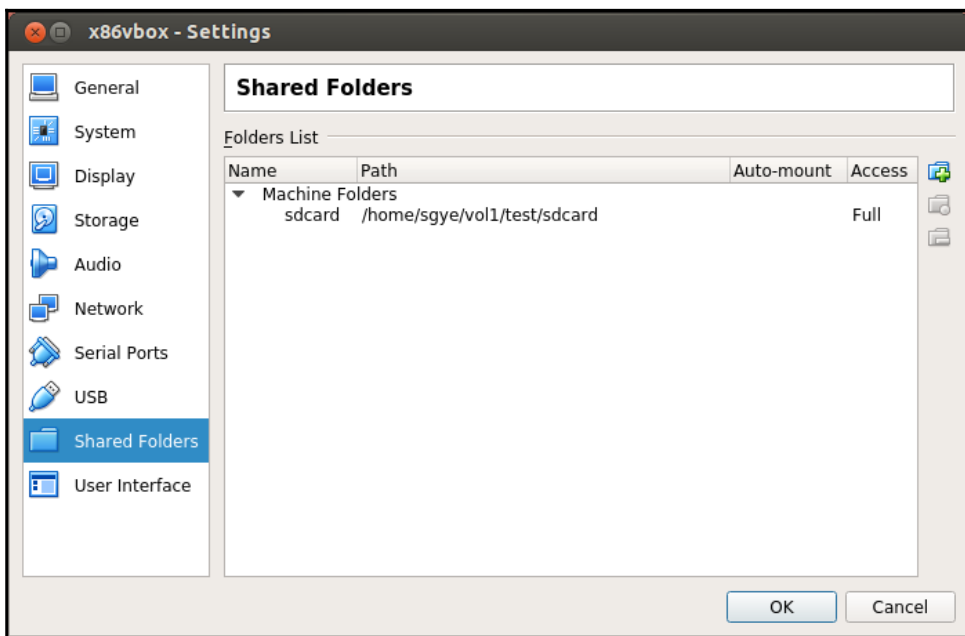 x86vbox - Settings
General
System
Display
Storage
Audio
Network
Serial Ports
USB
Shared Folders
User Interface
Shared Folders
Folders List
Name Path Auto-mount Access
Machine Folders
sdcard /home/sgye/vol1/test/sdcard Full
OK Cancel